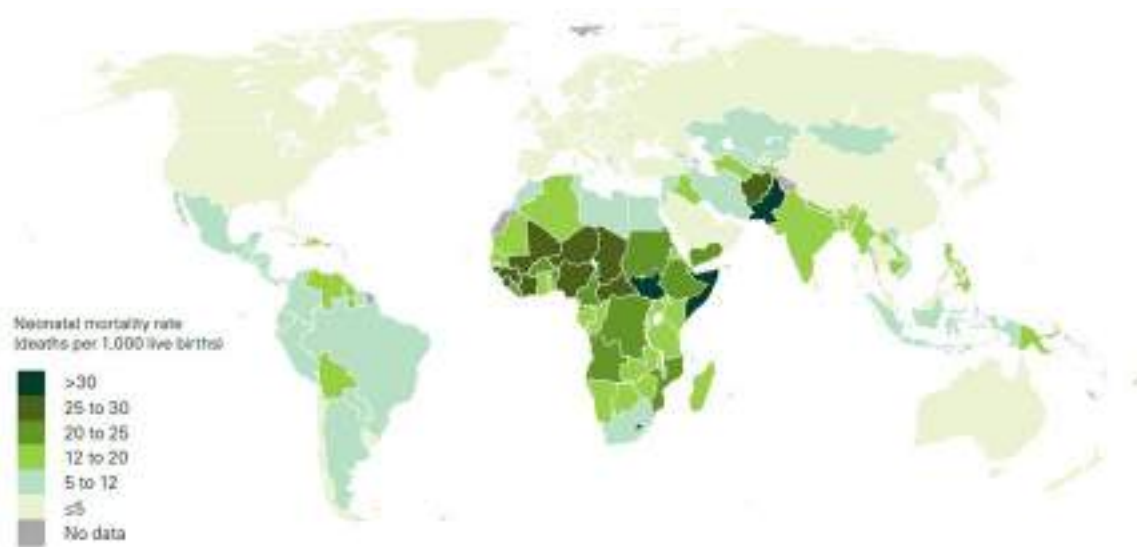 Neonatal mortality rate
(deaths per 1,000 live births)
>30
25 to 30
20 to 25
12 to 20
5 to 12
≤5
No data